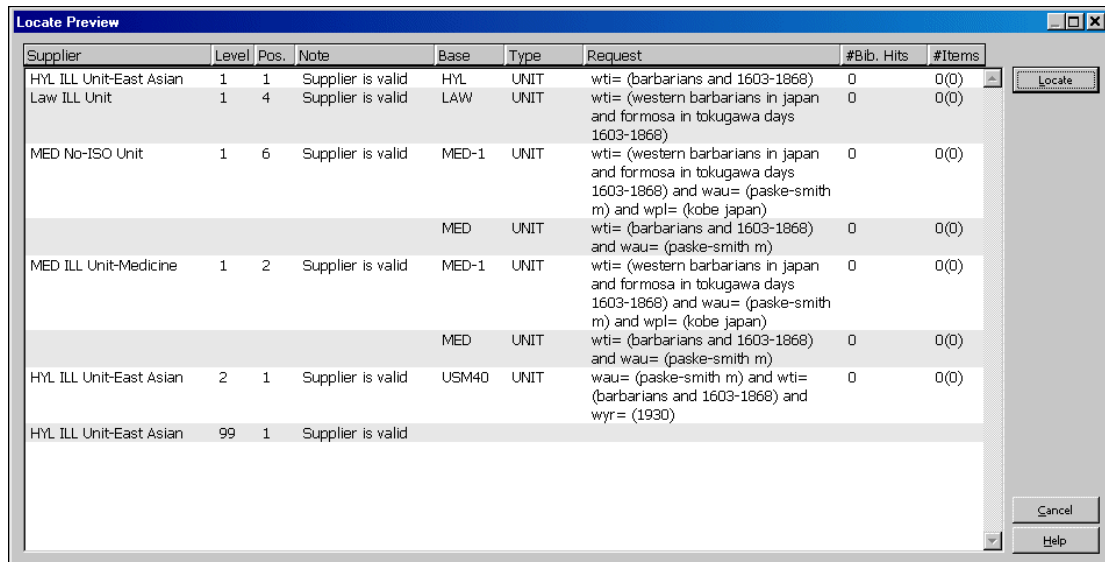 Locate Preview
Supplier Level Pos. Note Base Type Request #Bib. Hits #Items
HYL ILL Unit-East Asian 1 1 Supplier is valid HYL UNIT wti= (barbarians and 1603-1868) 0 0(0)
Locate
Law ILL Unit 1 4 Supplier is valid LAW UNIT wti= (western barbarians in japan 0 0(0)
and formosa in tokugawa days
1603-1868)
MED No-ISO Unit 1 6 Supplier is valid MED-1 UNIT wti= (western barbarians in japan 0 0(0)
and formosa in tokugawa days
1603-1868) and wau= (paske-smith
m) and wpl= (kobe japan)
MED UNIT wti= (barbarians and 1603-1868) 0 0(0)
and wau= (paske-smith m)
MED ILL Unit-Medicine 1 2 Supplier is valid MED-1 UNIT wti= (western barbarians in japan 0 0(0)
and formosa in tokugawa days
1603-1868) and wau= (paske-smith
m) and wpl= (kobe japan)
MED UNIT wti= (barbarians and 1603-1868) 0 0(0)
and wau= (paske-smith m)
HYL ILL Unit-East Asian 2 1 Supplier is valid USM40 UNIT wau= (paske-smith m) and wti= 0 0(0)
(barbarians and 1603-1868) and
wyr= (1930)
HYL ILL Unit-East Asian 99 1 Supplier is valid
Cancel
Help